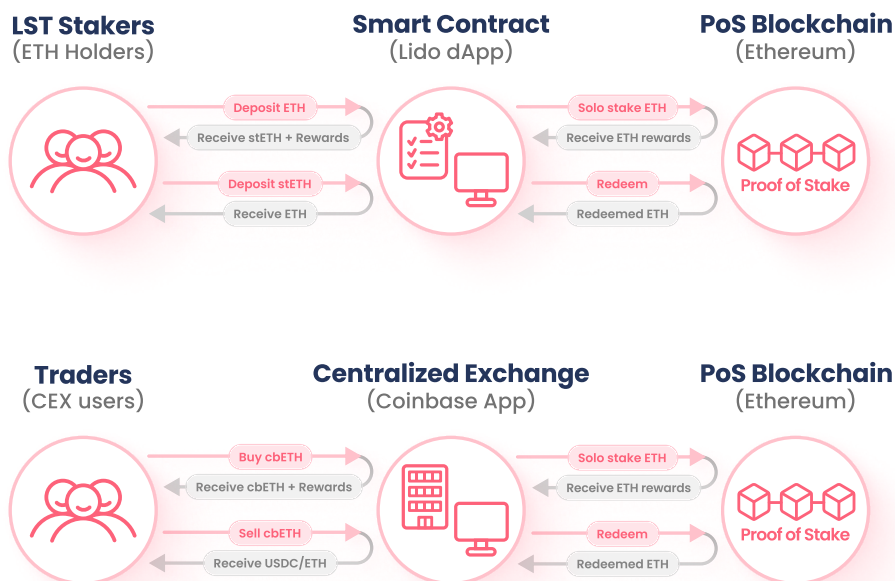 LST Stakers
(ETH Holders)
Smart Contract
(Lido dApp)
PoS Blockchain
(Ethereum)
Deposit ETH
Receive stETH + Rewards
Deposit stETH
Receive ETH
Solo stake ETH
Receive ETH rewards
Redeem
Redeemed ETH
Proof of Stake
Traders
(CEX users)
Centralized Exchange
(Coinbase App)
PoS Blockchain
(Ethereum)
Buy cbETH
Receive cbETH + Rewards
Sell cbETH
Receive USDC/ETH
Solo stake ETH
Receive ETH rewards
Redeem
Redeemed ETH
Proof of Stake